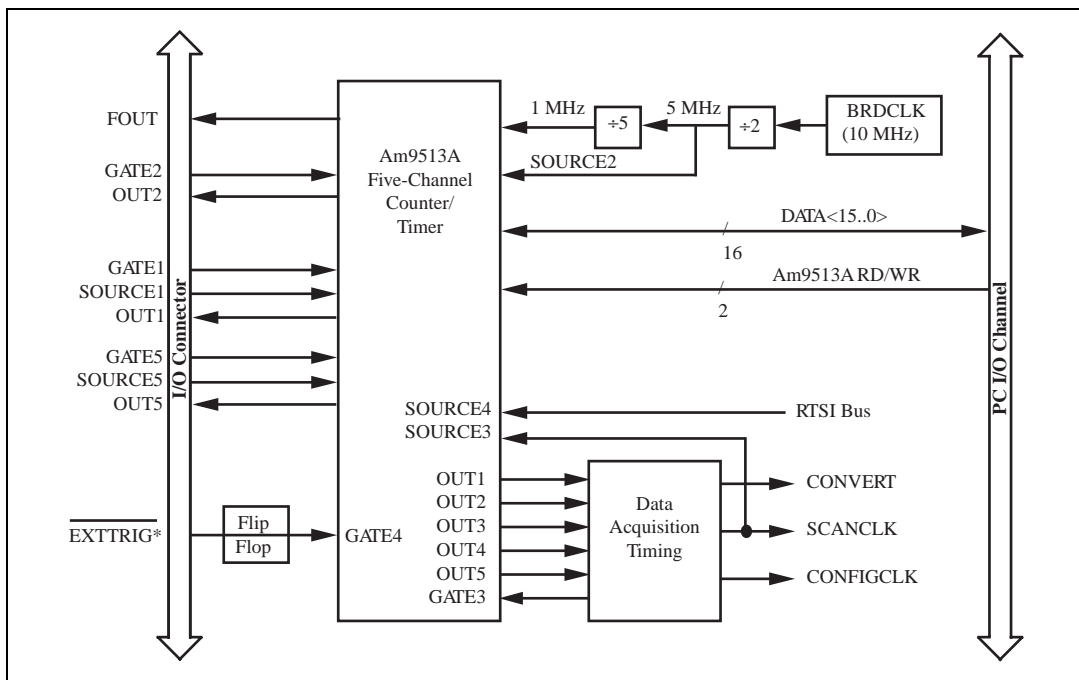 FOUT
GATE2
OUT2
GATE1
SOURCE1
OUT1
GATE5
SOURCE5
OUT5
EXTTRIG*
I/O Connector
Flip
Flop
Am9513A
Five-Channel
Counter/
Timer
GATE4
SOURCE4
SOURCE3
OUT1
OUT2
OUT3
OUT4
OUT5
GATE3
1 MHz
÷5
5 MHz
÷2
BRDCLK
(10 MHz)
SOURCE2
DATA<15..0>
16
Am9513A RD/WR
2
RTSI Bus
Data
Acquisition
Timing
CONVERT
SCANCLK
CONFIGCLK
PC I/O Channel